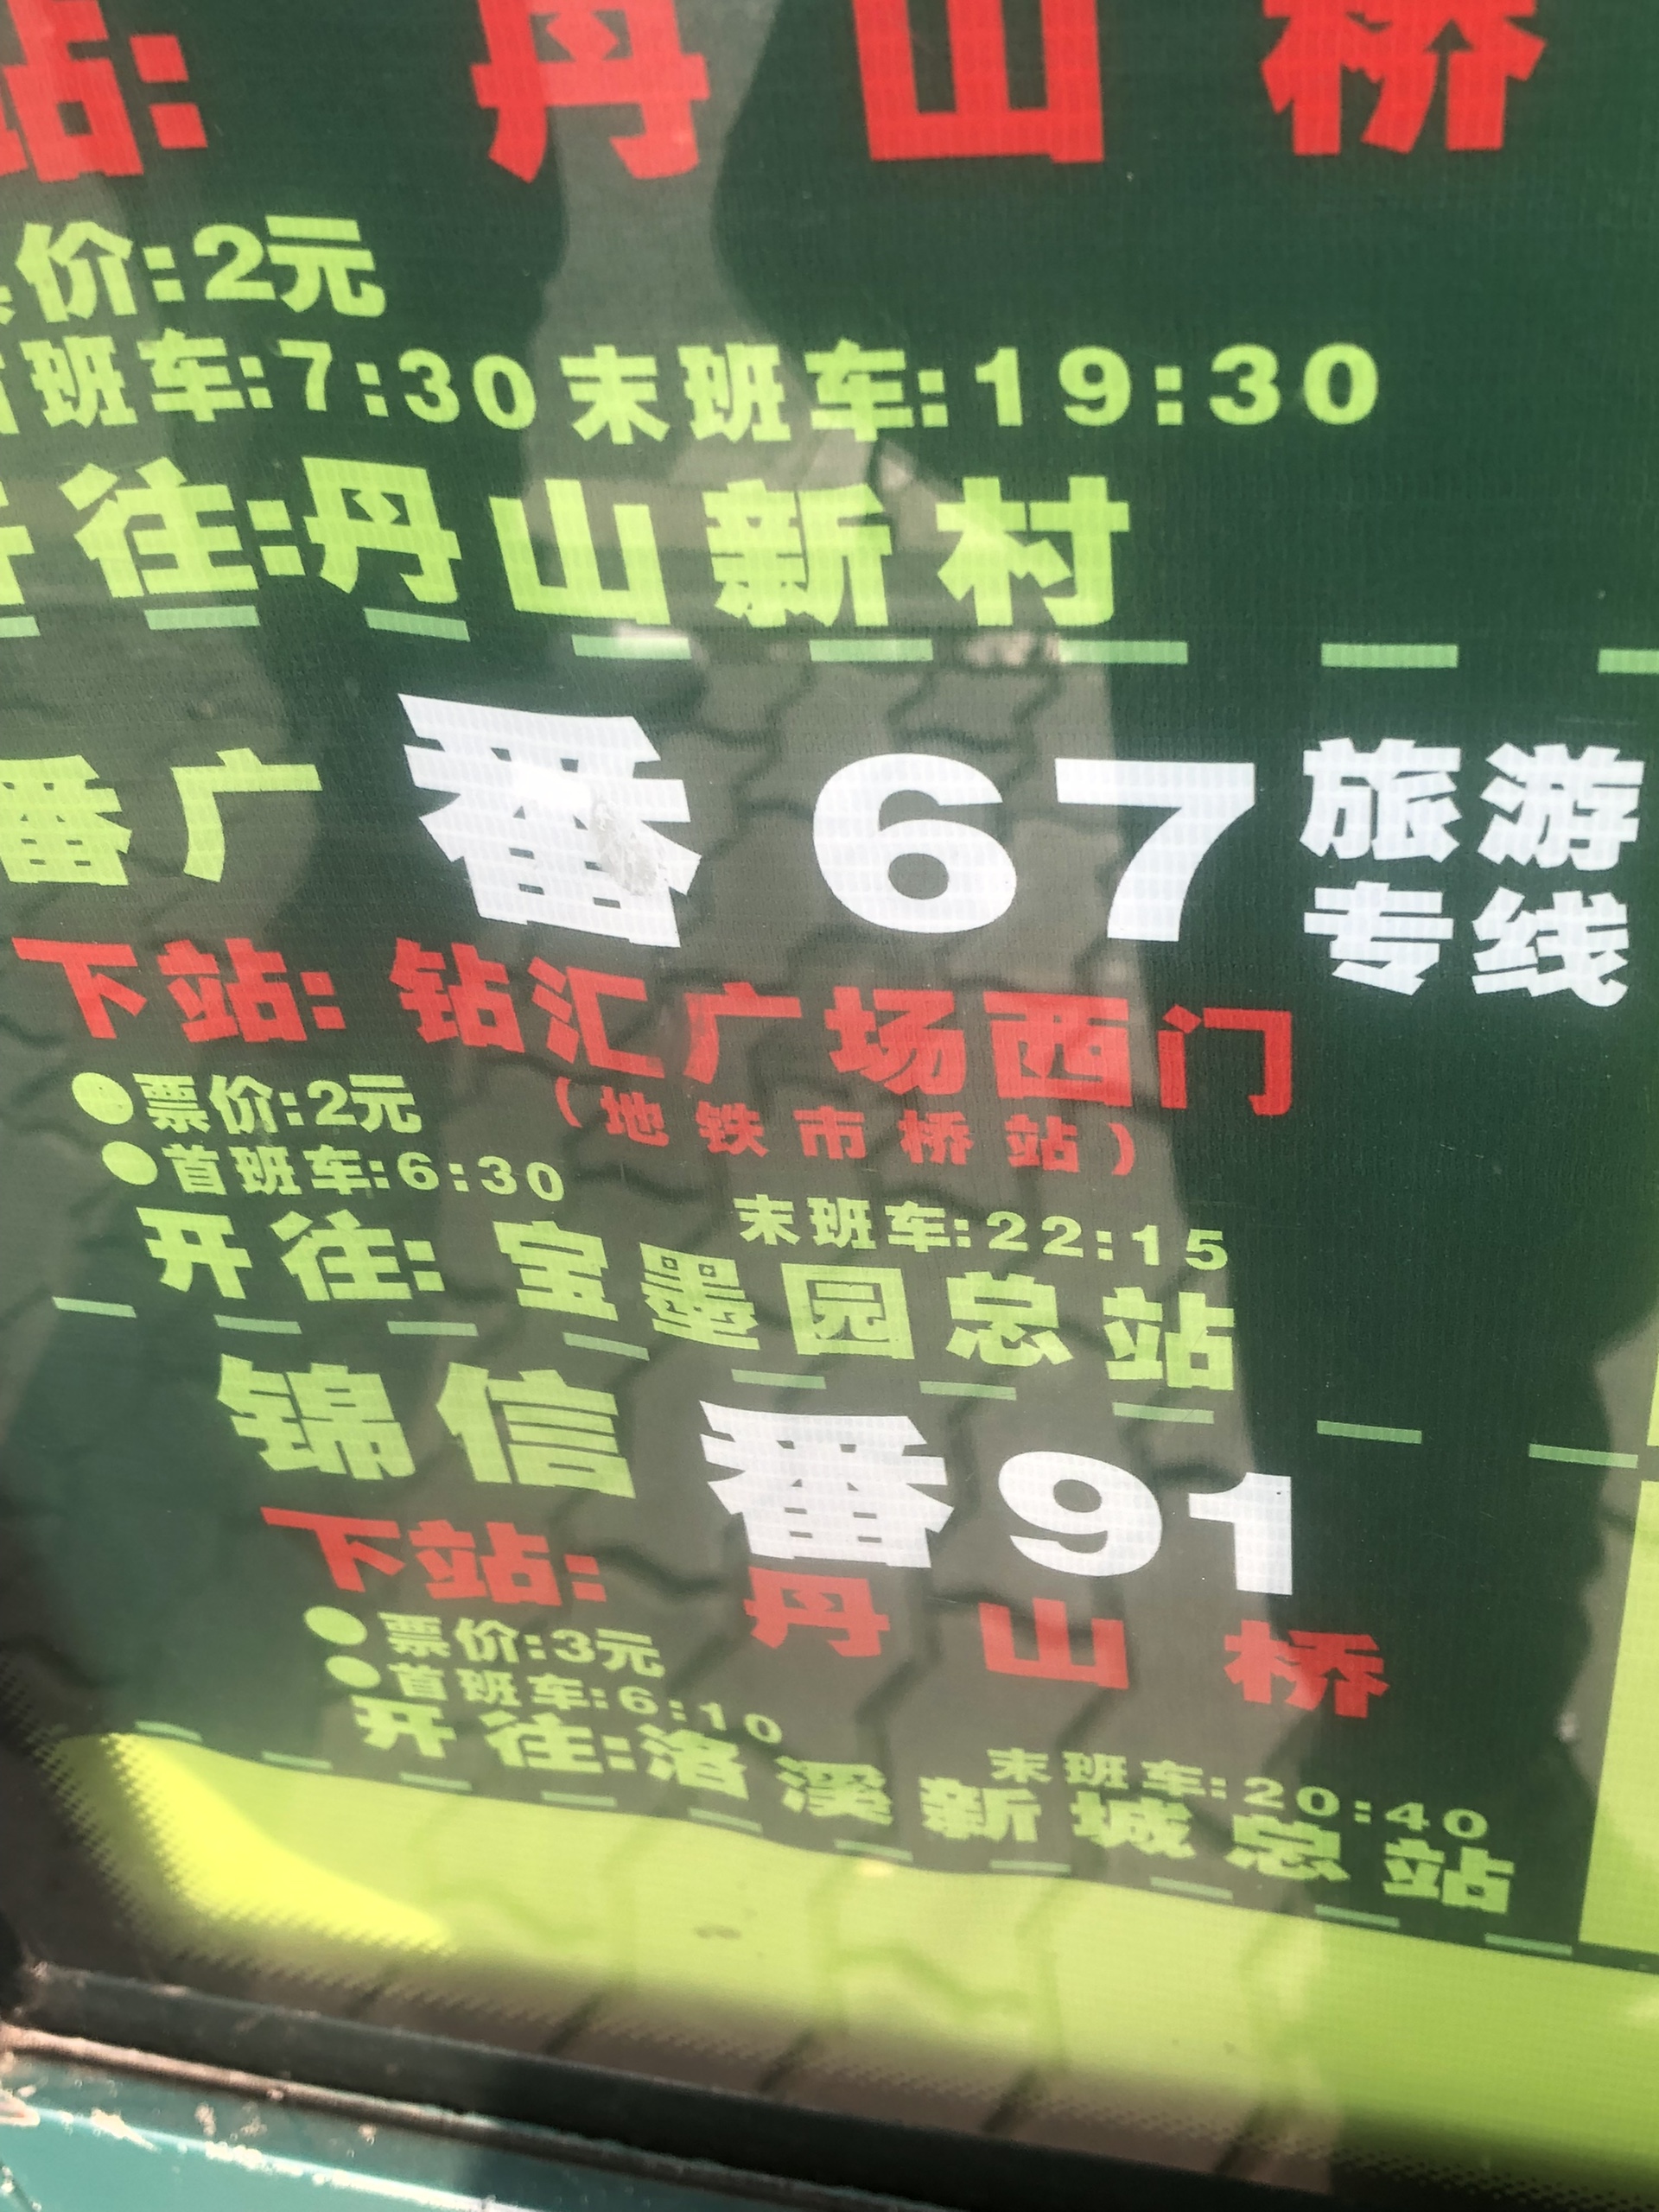 站: 丹山桥
价:2元
班车:7:30 末班车:19:30
开往:丹山新村
番广 番67 旅游专线
下站: 钻汇广场西门
(地铁市桥站)
●票价:2元
●首班车:6:30 末班车:22:15
开往: 宝墨园总站
锦信 番91
下站: 丹山桥
●票价:3元
●首班车:6:10 末班车:20:40
开往:洛溪新城总站